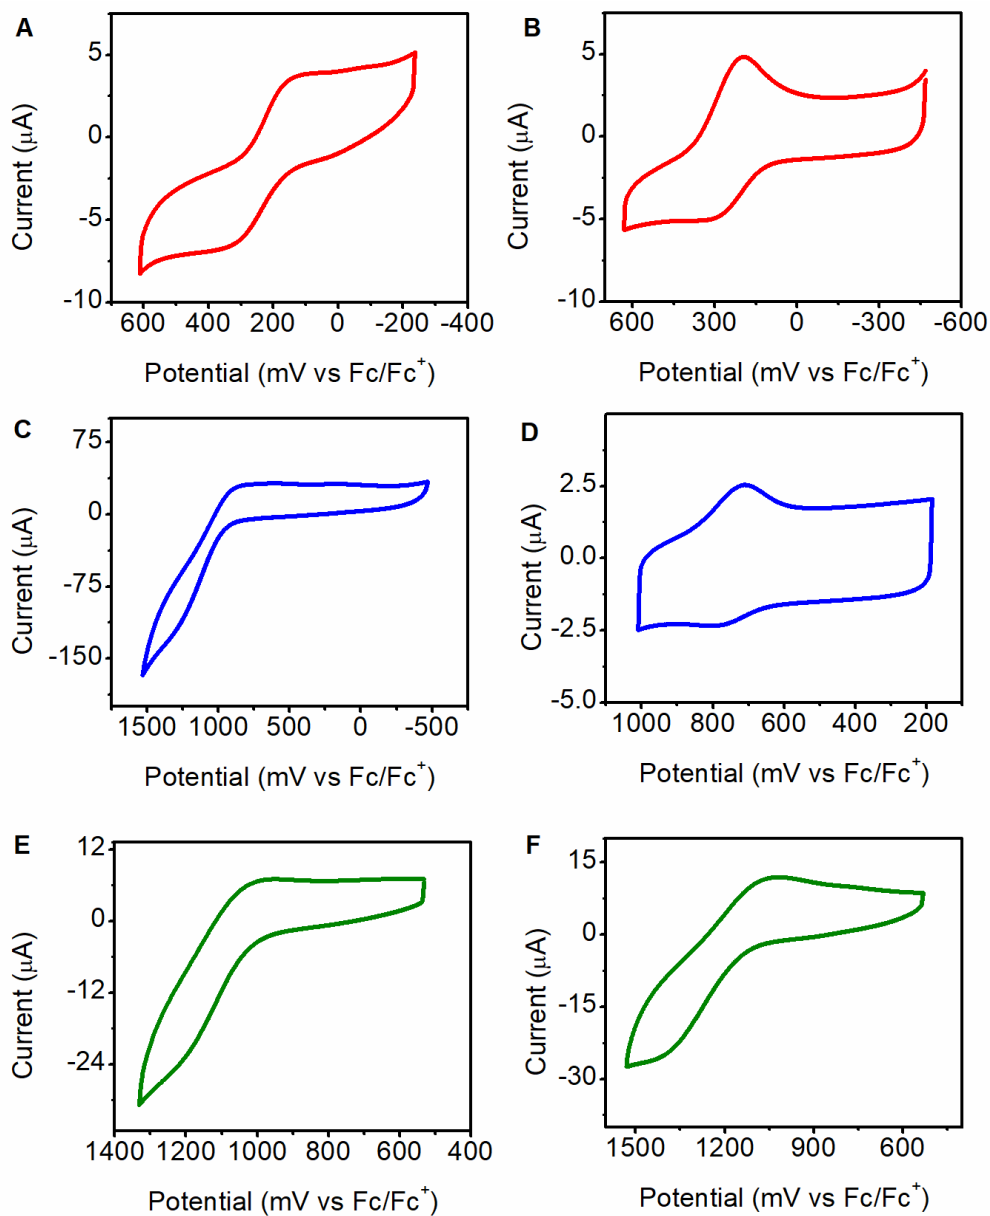 A
5
0
-5
-10
600 400 200 0 -200 -400
Current (μA)
Potential (mV vs Fc/Fc⁺)
B
5
0
-5
-10
600 300 0 -300 -600
Current (μA)
Potential (mV vs Fc/Fc⁺)
C
75
0
-75
-150
1500 1000 500 0 -500
Current (μA)
Potential (mV vs Fc/Fc⁺)
D
2.5
0.0
-2.5
-5.0
1000 800 600 400 200
Current (μA)
Potential (mV vs Fc/Fc⁺)
E
12
0
-12
-24
1400 1200 1000 800 600 400
Current (μA)
Potential (mV vs Fc/Fc⁺)
F
15
0
-15
-30
1500 1200 900 600
Current (μA)
Potential (mV vs Fc/Fc⁺)